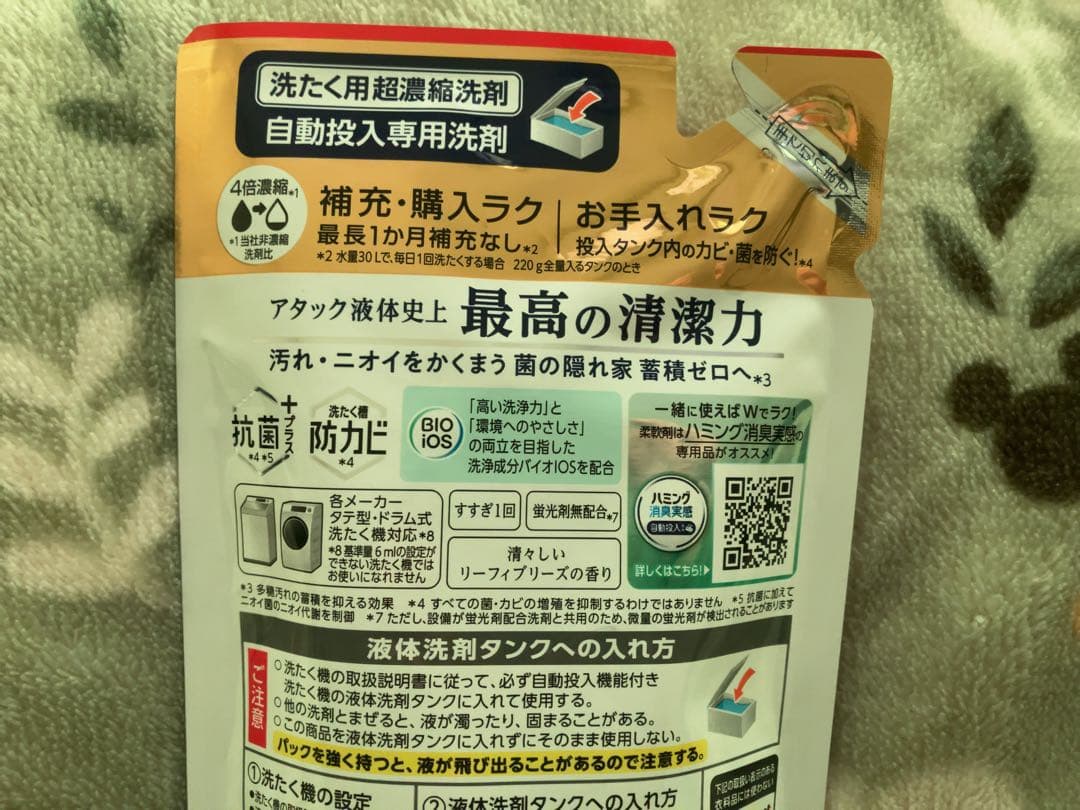 洗たく用超濃縮洗剤
自動投入専用洗剤
手で切れます
4倍濃縮*1
*1当社非濃縮
洗剤比
補充・購入ラク
最長1か月補充なし*2
お手入れラク
投入タンク内のカビ・菌を防ぐ!*4
*2 水量30Lで、毎日1回洗たくする場合 220g全量入るタンクのとき
アタック液体史上 最高の清潔力
汚れ・ニオイをかくまう 菌の隠れ家 蓄積ゼロへ*3
抗菌+プラス
*4*5
洗たく槽
防カビ
*4
BIO
iOS
「高い洗浄力」と
「環境へのやさしさ」
の両立を目指した
洗浄成分バイオIOSを配合
一緒に使えばWでラク!
柔軟剤はハミング消臭実感の
専用品がオススメ!
ハミング
消臭実感
自動投入
詳しくはこちら!
各メーカー
タテ型・ドラム式
洗たく機対応*8
*8 基準量6mlの設定が
できない洗たく機では
お使いになれません
すすぎ1回
蛍光剤無配合*7
清々しい
リーフィブリーズの香り
*3 多種汚れの蓄積を抑える効果 *4 すべての菌・カビの増殖を抑制するわけではありません *5 抗菌に加えて
ニオイ菌のニオイ代謝を制御 *7 ただし、設備が蛍光剤配合洗剤と共用のため、微量の蛍光剤が検出されることがあります
液体洗剤タンクへの入れ方
ご注意
○洗たく機の取扱説明書に従って、必ず自動投入機能付き
洗たく機の液体洗剤タンクに入れて使用する。
○他の洗剤とまぜると、液が濁ったり、固まることがある。
○この商品を液体洗剤タンクに入れずにそのまま使用しない。
パックを強く持つと、液が飛び出ることがあるので注意する。
①洗たく機の設定
②液体洗剤タンクへの入れ方
下記の取扱い表示のある
衣料品には使わない